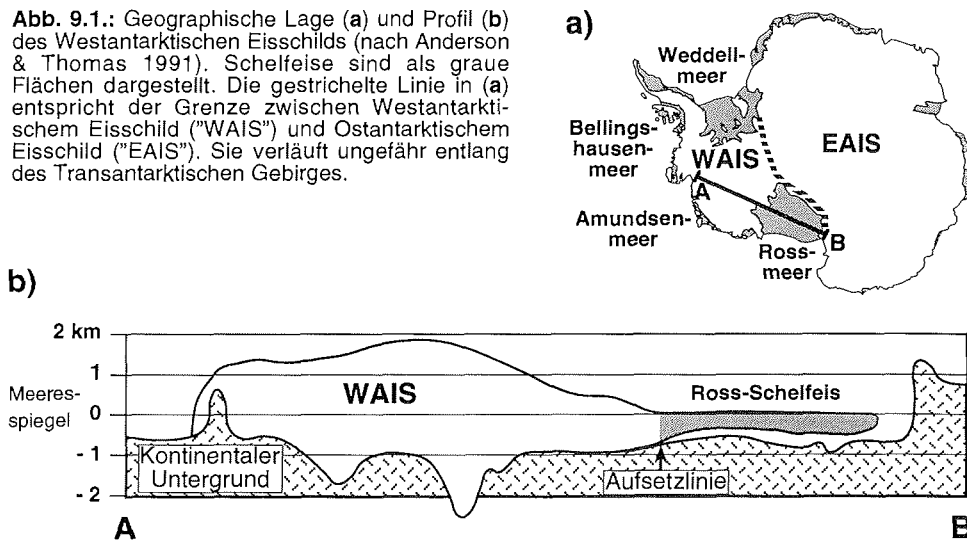 Abb. 9.1.: Geographische Lage (a) und Profil (b)
des Westantarktischen Eisschilds (nach Anderson
& Thomas 1991). Schelfeise sind als graue
Flächen dargestellt. Die gestrichelte Linie in (a)
entspricht der Grenze zwischen Westantarkti-
schem Eisschild ("WAIS") und Ostantarktischem
Eisschild ("EAIS"). Sie verläuft ungefähr entlang
des Transantarktischen Gebirges.
a)
Weddell-
meer
Bellings-
hausen-
meer
WAIS
EAIS
A
Amundsen-
meer
B
Ross-
meer
b)
2 km
1
Meeres-
spiegel
0
- 1
- 2
WAIS
Ross-Schelfeis
Kontinentaler
Untergrund
Aufsetzlinie
A
B